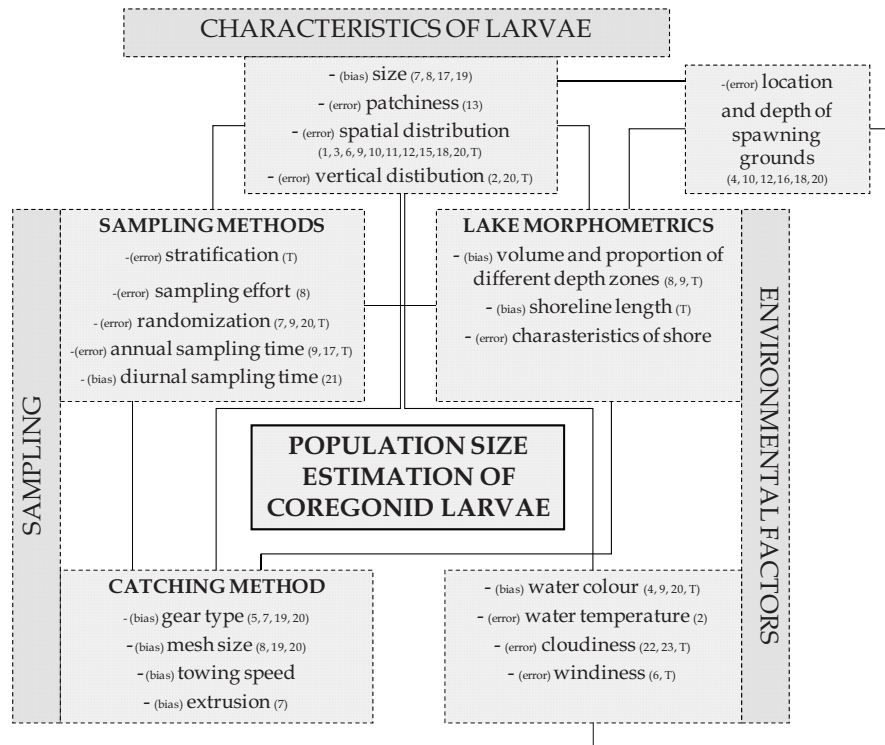 CHARACTERISTICS OF LARVAE
- (bias) size (7, 8, 17, 19)
- (error) patchiness (13)
- (error) spatial distribution
(1, 3, 6, 9, 10, 11, 12, 15, 18, 20, T)
- (error) vertical distibution (2, 20, T)
-(error) location
and depth of
spawning
grounds
(4, 10, 12, 16, 18, 20)
SAMPLING
SAMPLING METHODS
-(error) stratification (T)
-(error) sampling effort (8)
-(error) randomization (7, 9, 20, T)
-(error) annual sampling time (9, 17, T)
-(bias) diurnal sampling time (21)
LAKE MORPHOMETRICS
- (bias) volume and proportion of
different depth zones (8, 9, T)
-(bias) shoreline length (T)
- (error) charasteristics of shore
ENVIRONMENTAL FACTORS
POPULATION SIZE
ESTIMATION OF
COREGONID LARVAE
CATCHING METHOD
-(bias) gear type (5, 7, 19, 20)
-(bias) mesh size (8, 19, 20)
-(bias) towing speed
- (bias) extrusion (7)
- (bias) water colour (4, 9, 20, T)
- (error) water temperature (2)
- (error) cloudiness (22, 23, T)
- (error) windiness (6, T)